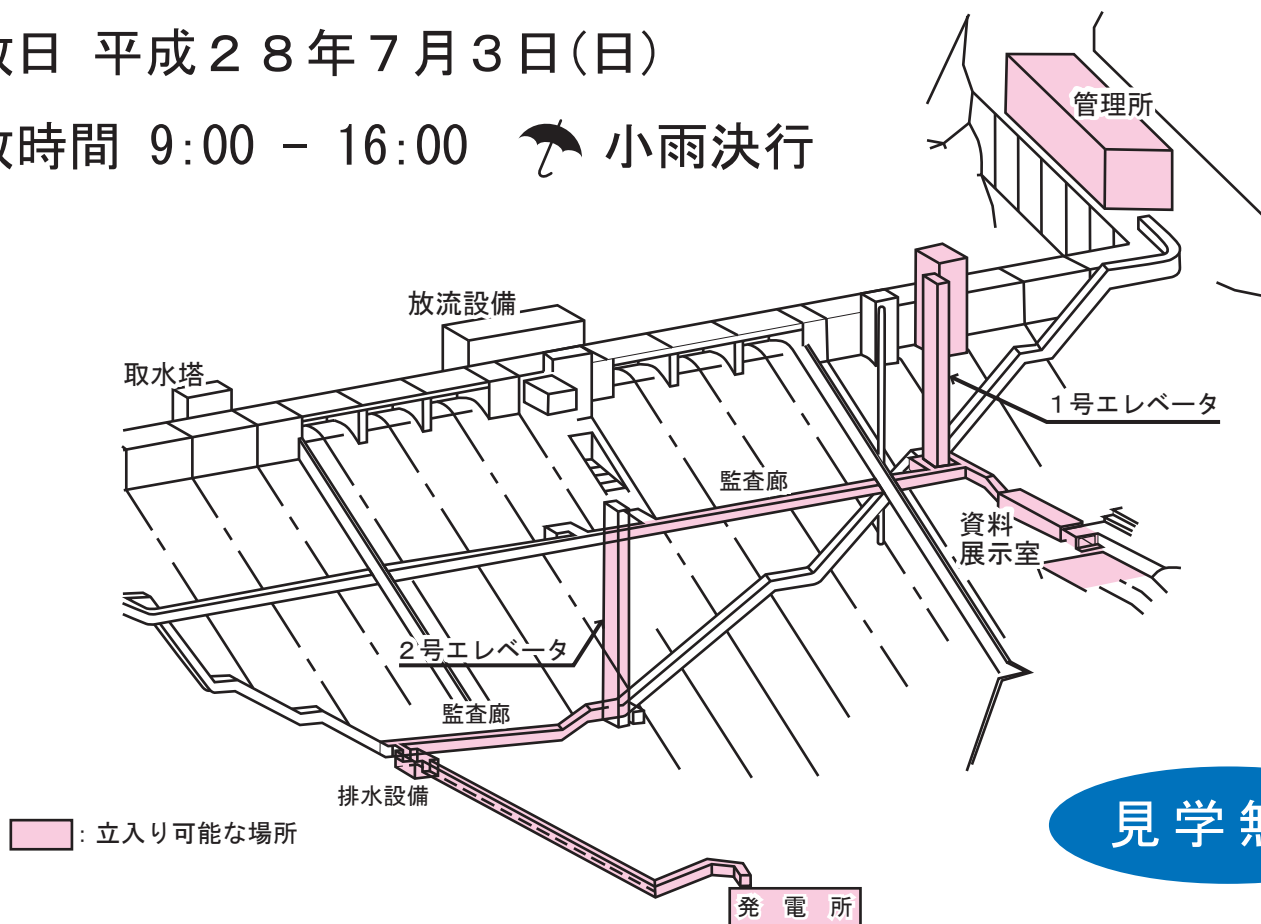 放日 平成２８年７月３日(日)
放時間 9:00 － 16:00 小雨決行
管理所
放流設備
取水塔
１号エレベータ
監査廊
資料
展示室
２号エレベータ
監査廊
排水設備
: 立入り可能な場所
見学無
発電所